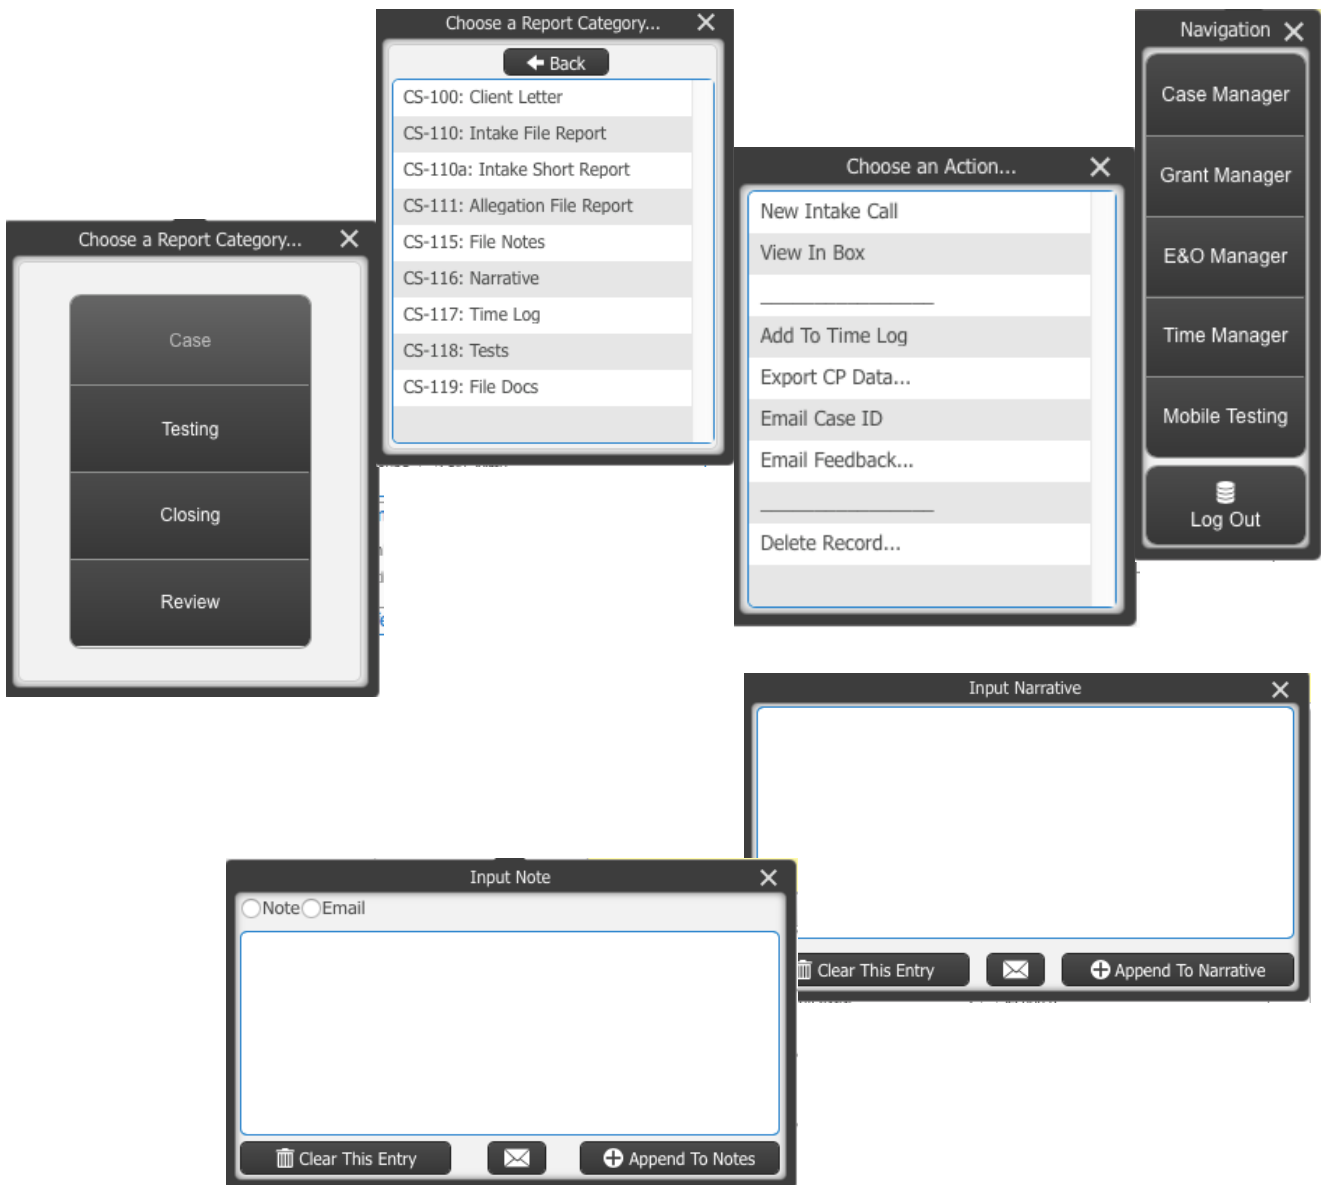 Choose a Report Category...
Back
CS-100: Client Letter
CS-110: Intake File Report
CS-110a: Intake Short Report
CS-111: Allegation File Report
CS-115: File Notes
CS-116: Narrative
CS-117: Time Log
CS-118: Tests
CS-119: File Docs
Navigation
Case Manager
Grant Manager
E&O Manager
Time Manager
Mobile Testing
Log Out
Choose an Action...
New Intake Call
View In Box
Add To Time Log
Export CP Data...
Email Case ID
Email Feedback...
Delete Record...
Choose a Report Category...
Case
Testing
Closing
Review
Input Narrative
Clear This Entry
Append To Narrative
Input Note
Note Email
Clear This Entry
Append To Notes